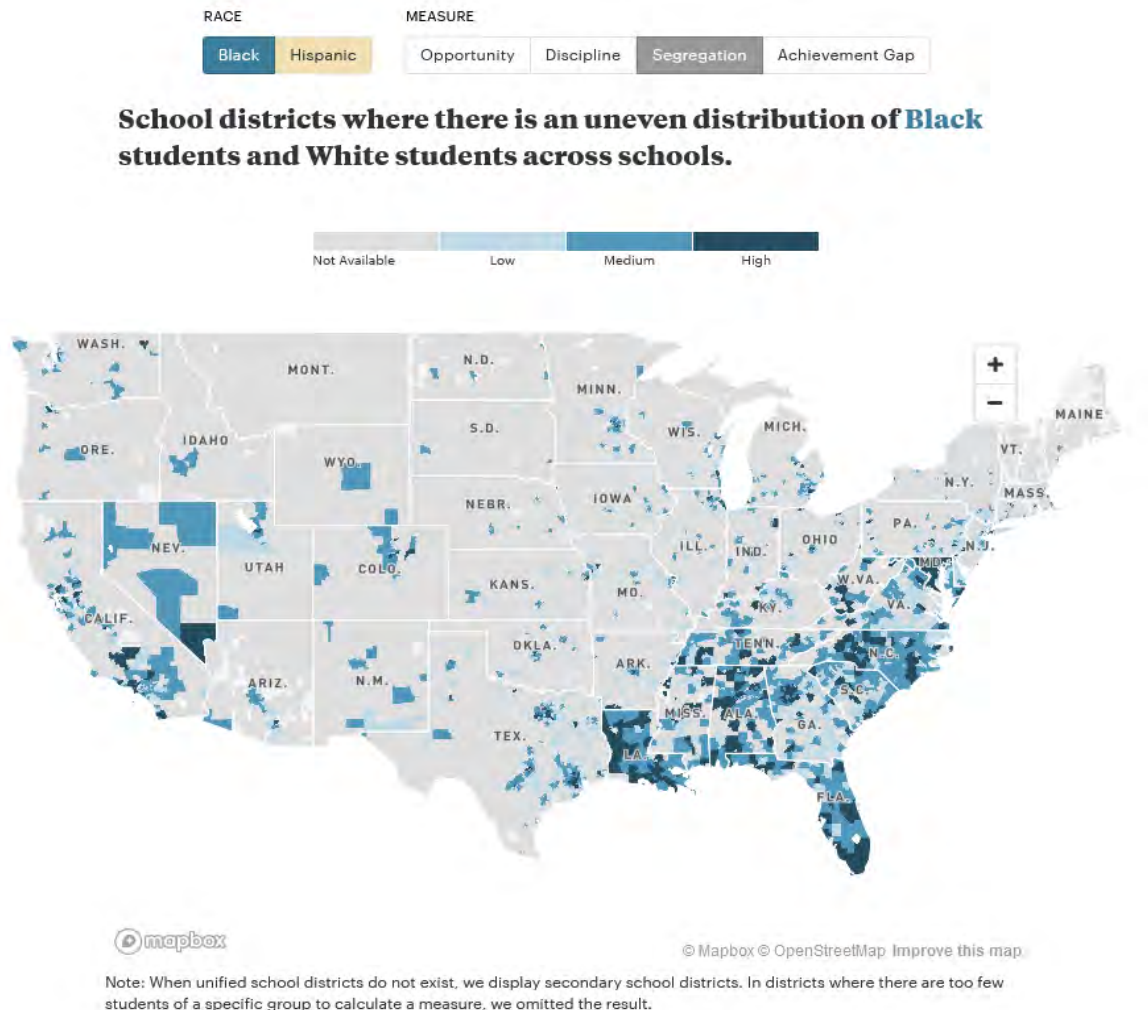 RACE
MEASURE
Black
Hispanic
Opportunity
Discipline
Segregation
Achievement Gap
School districts where there is an uneven distribution of Black
students and White students across schools.
Not Available
Low
Medium
High
WASH.
MONT.
N.D.
MINN.
+
−
MAINE
ORE.
IDAHO
S.D.
WIS.
MICH.
VT.
WYO.
N.Y.
MASS.
NEBR.
IOWA
PA.
NEV.
UTAH
COLO.
ILL.
IND.
OHIO
N.J.
MD.
CALIF.
KANS.
MO.
W.VA.
VA.
KY.
ARIZ.
N.M.
OKLA.
ARK.
TENN.
N.C.
S.C.
MISS.
ALA.
GA.
TEX.
LA.
FLA.
mapbox
© Mapbox © OpenStreetMap Improve this map
Note: When unified school districts do not exist, we display secondary school districts. In districts where there are too few
students of a specific group to calculate a measure, we omitted the result.